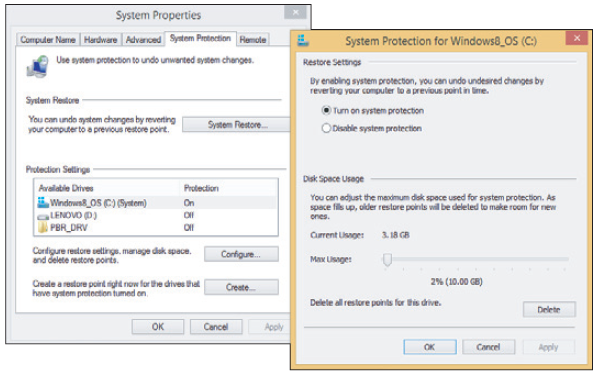 System Properties
Computer Name Hardware Advanced System Protection Remote
Use system protection to undo unwanted system changes.
System Restore
You can undo system changes by reverting
your computer to a previous restore point.
System Restore...
Protection Settings
Available Drives Protection
Windows8_OS (C:) (System) On
LENOVO (D:) Off
PBR_DRV Off
Configure restore settings, manage disk space,
and delete restore points.
Configure...
Create a restore point right now for the drives that
have system protection turned on.
Create...
OK Cancel Apply
System Protection for Windows8_OS (C:)
Restore Settings
By enabling system protection, you can undo undesired changes by
reverting your computer to a previous point in time.
Turn on system protection
Disable system protection
Disk Space Usage
You can adjust the maximum disk space used for system protection. As
space fills up, older restore points will be deleted to make room for new
ones.
Current Usage: 3.18 GB
Max Usage:
2% (10.00 GB)
Delete all restore points for this drive.
Delete
OK Cancel Apply